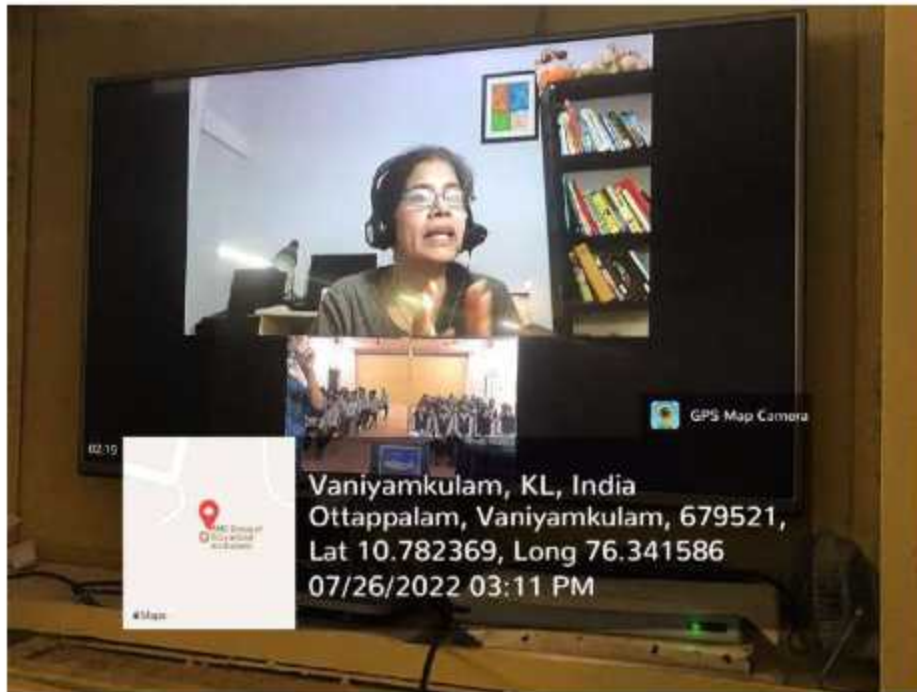 GPS Map Camera
02:19
Vaniyamkulam, KL, India
Ottappalam, Vaniyamkulam, 679521,
Lat 10.782369, Long 76.341586
07/26/2022 03:11 PM
Maps